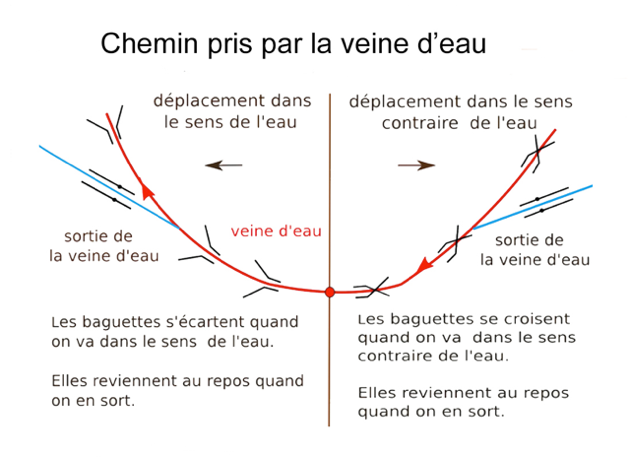 Chemin pris par la veine d’eau
déplacement dans
le sens de l'eau
déplacement dans le sens
contraire de l'eau
veine d'eau
sortie de
la veine d'eau
sortie de
la veine d'eau
Les baguettes s'écartent quand
on va dans le sens de l'eau.
Elles reviennent au repos quand
on en sort.
Les baguettes se croisent
quand on va dans le sens
contraire de l'eau.
Elles reviennent au repos
quand on en sort.